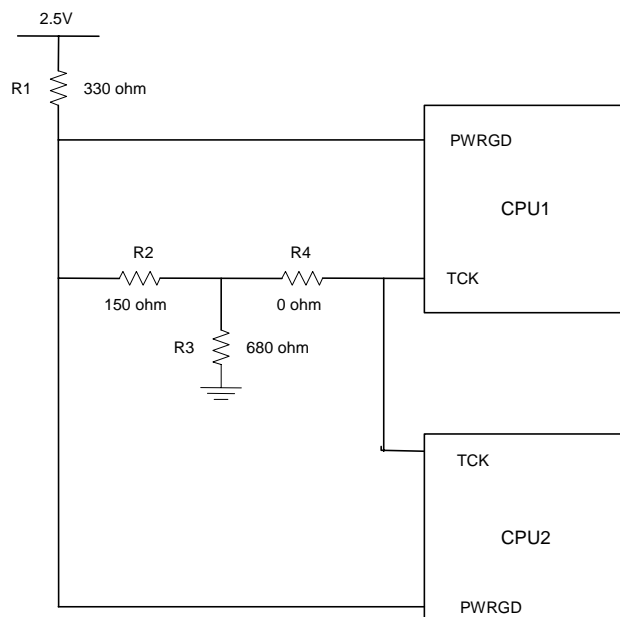 2.5V
R1
330 ohm
PWRGD
CPU1
R2
R4
TCK
150 ohm
0 ohm
R3
680 ohm
TCK
CPU2
PWRGD